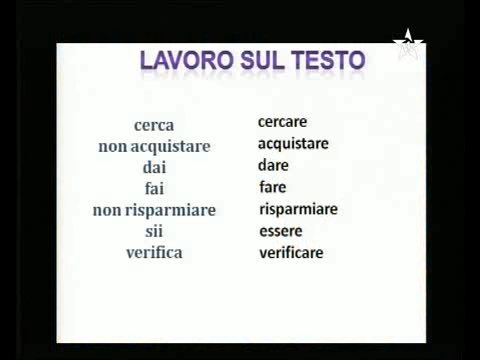 LAVORO SUL TESTO
cerca cercare
non acquistare acquistare
dai dare
fai fare
non risparmiare risparmiare
sii essere
verifica verificare